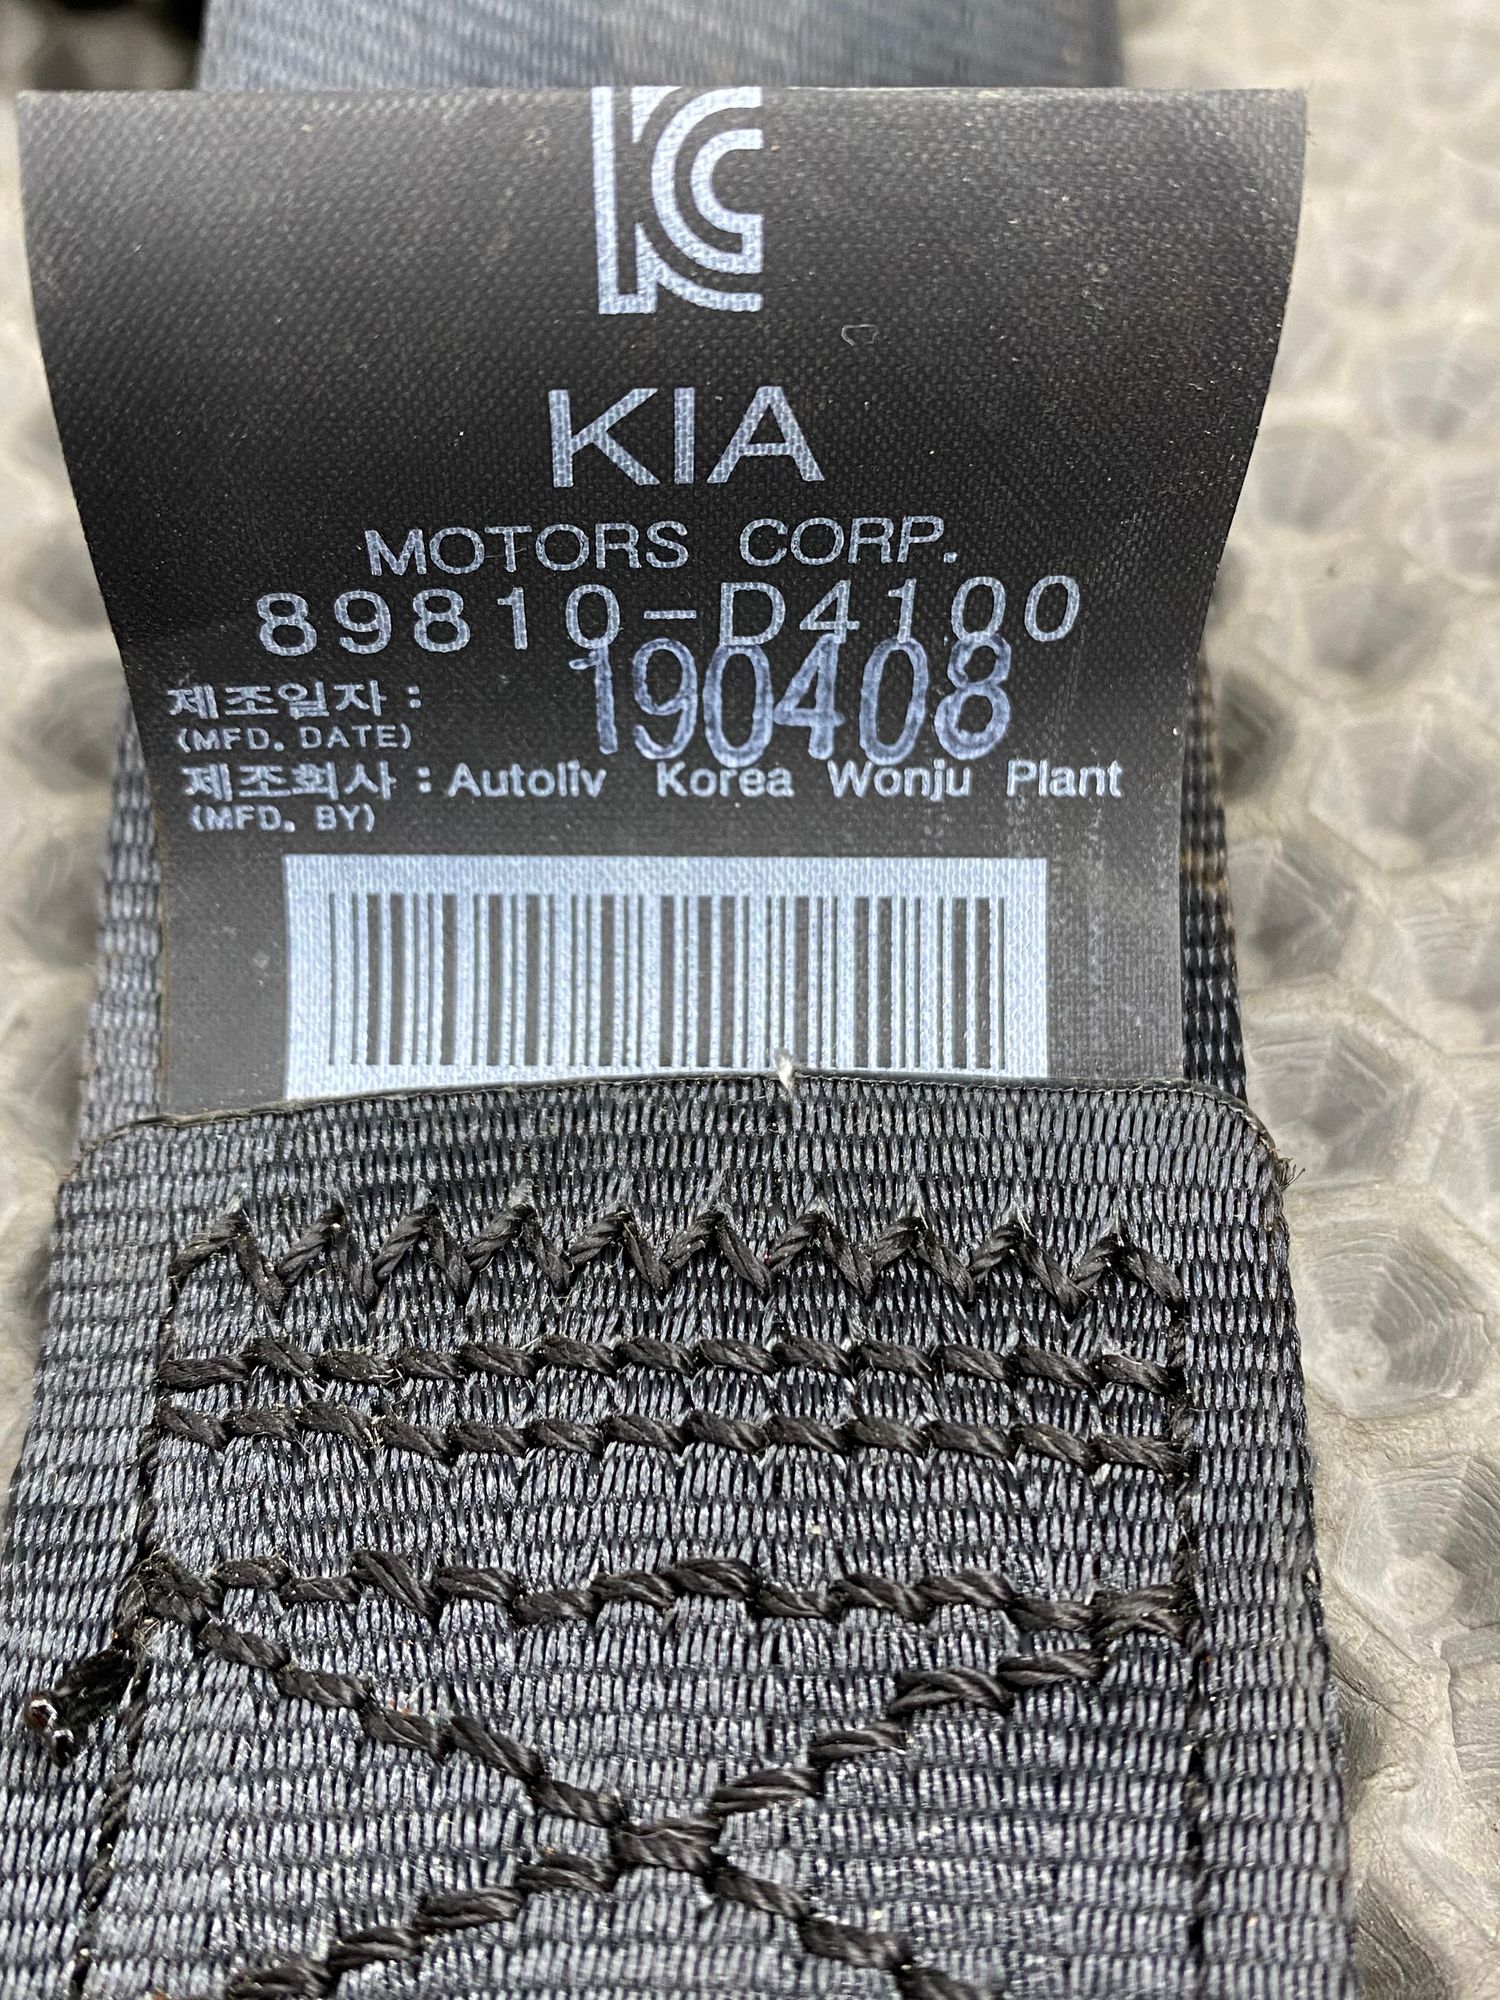 KC
KIA
MOTORS CORP.
89810-D4100
제조일자 : 190408
(MFD. DATE)
제조회사 : Autoliv Korea Wonju Plant
(MFD. BY)